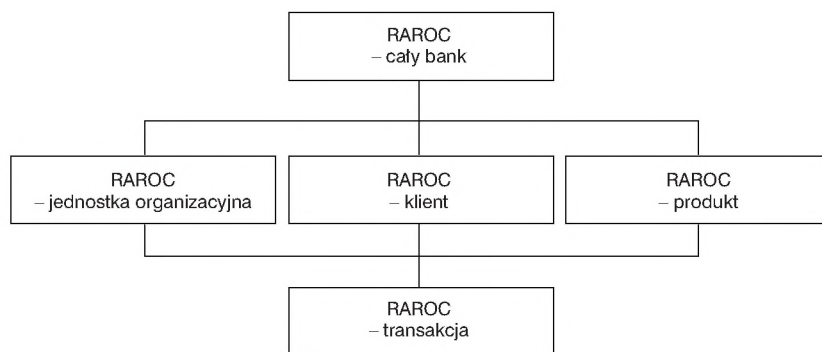 RAROC
– cały bank
RAROC
– jednostka organizacyjna
RAROC
– klient
RAROC
– produkt
RAROC
– transakcja